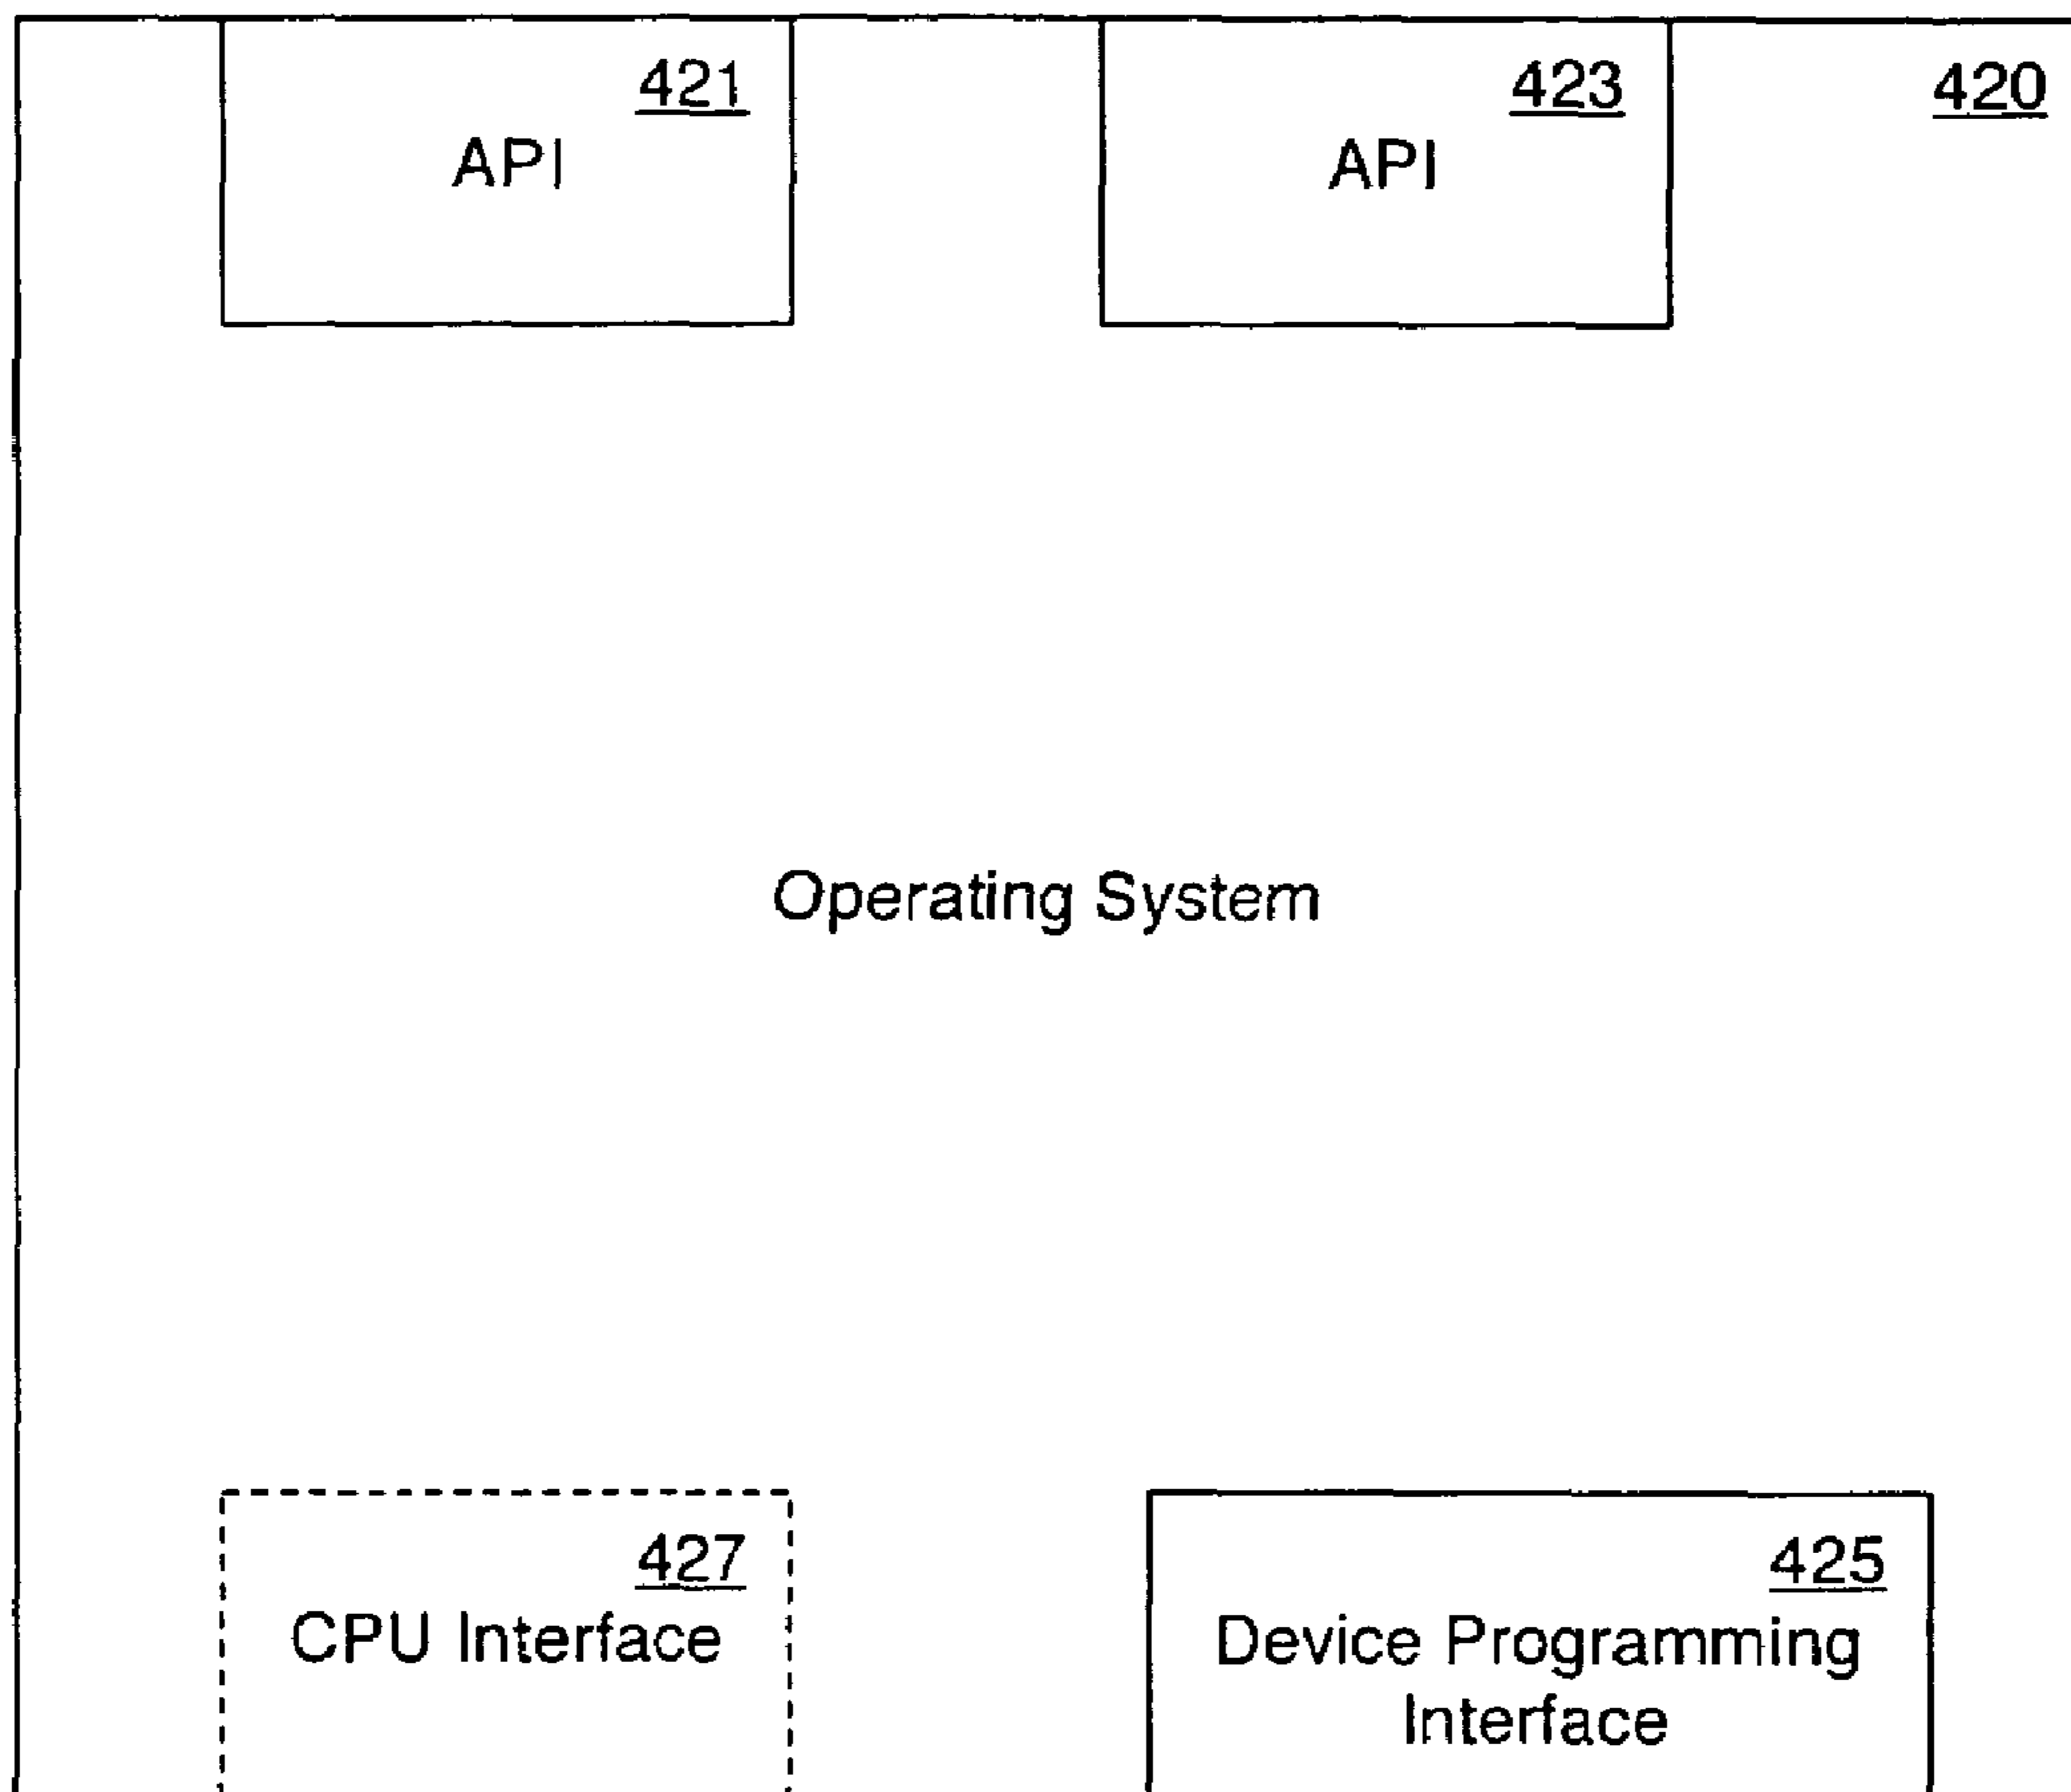 421
API
423
API
420
Operating System
427
CPU Interface
425
Device Programming
Interface